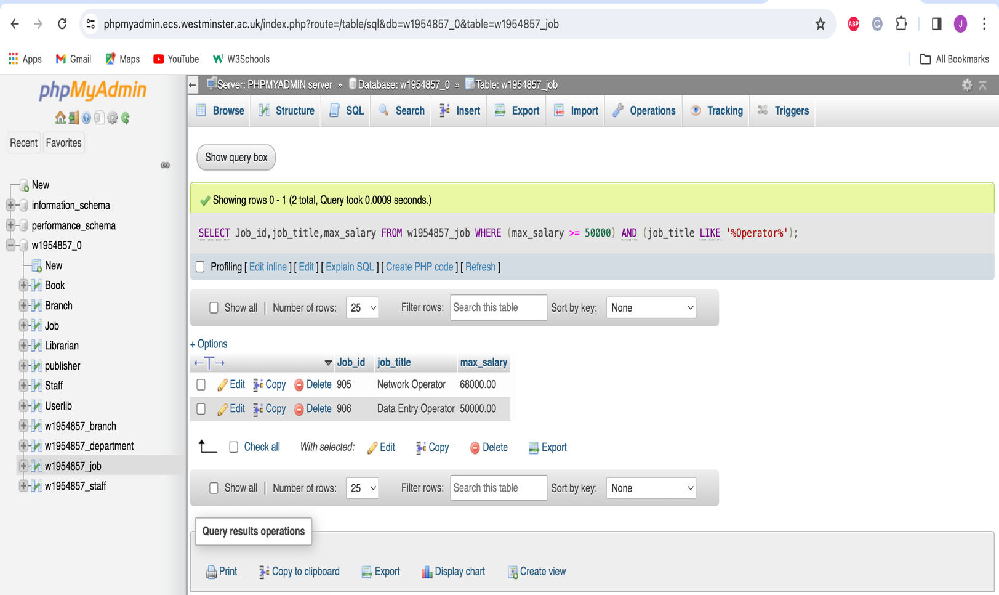 phpmyadmin.ecs.westminster.ac.uk/index.php?route=/table/sql&db=w1954857_0&table=w1954857_job
ABP
G
J
Apps
Gmail
Maps
YouTube
W3Schools
All Bookmarks
phpMyAdmin
Recent
Favorites
New
information_schema
performance_schema
w1954857_0
New
Book
Branch
Job
Librarian
publisher
Staff
Userlib
w1954857_branch
w1954857_department
w1954857_job
w1954857_staff
Server: PHPMYADMIN server » Database: w1954857_0 » Table: w1954857_job
Browse Structure SQL Search Insert Export Import Operations Tracking Triggers
Show query box
Showing rows 0 - 1 (2 total, Query took 0.0009 seconds.)
SELECT Job_id,job_title,max_salary FROM w1954857_job WHERE (max_salary >= 50000) AND (job_title LIKE '%Operator%');
Profiling [ Edit inline ] [ Edit ] [ Explain SQL ] [ Create PHP code ] [ Refresh ]
Show all | Number of rows: 25 Filter rows: Search this table Sort by key: None
+ Options
←T→ Job_id job_title max_salary
Edit Copy Delete 905 Network Operator 68000.00
Edit Copy Delete 906 Data Entry Operator 50000.00
Check all With selected: Edit Copy Delete Export
Show all | Number of rows: 25 Filter rows: Search this table Sort by key: None
Query results operations
Print Copy to clipboard Export Display chart Create view